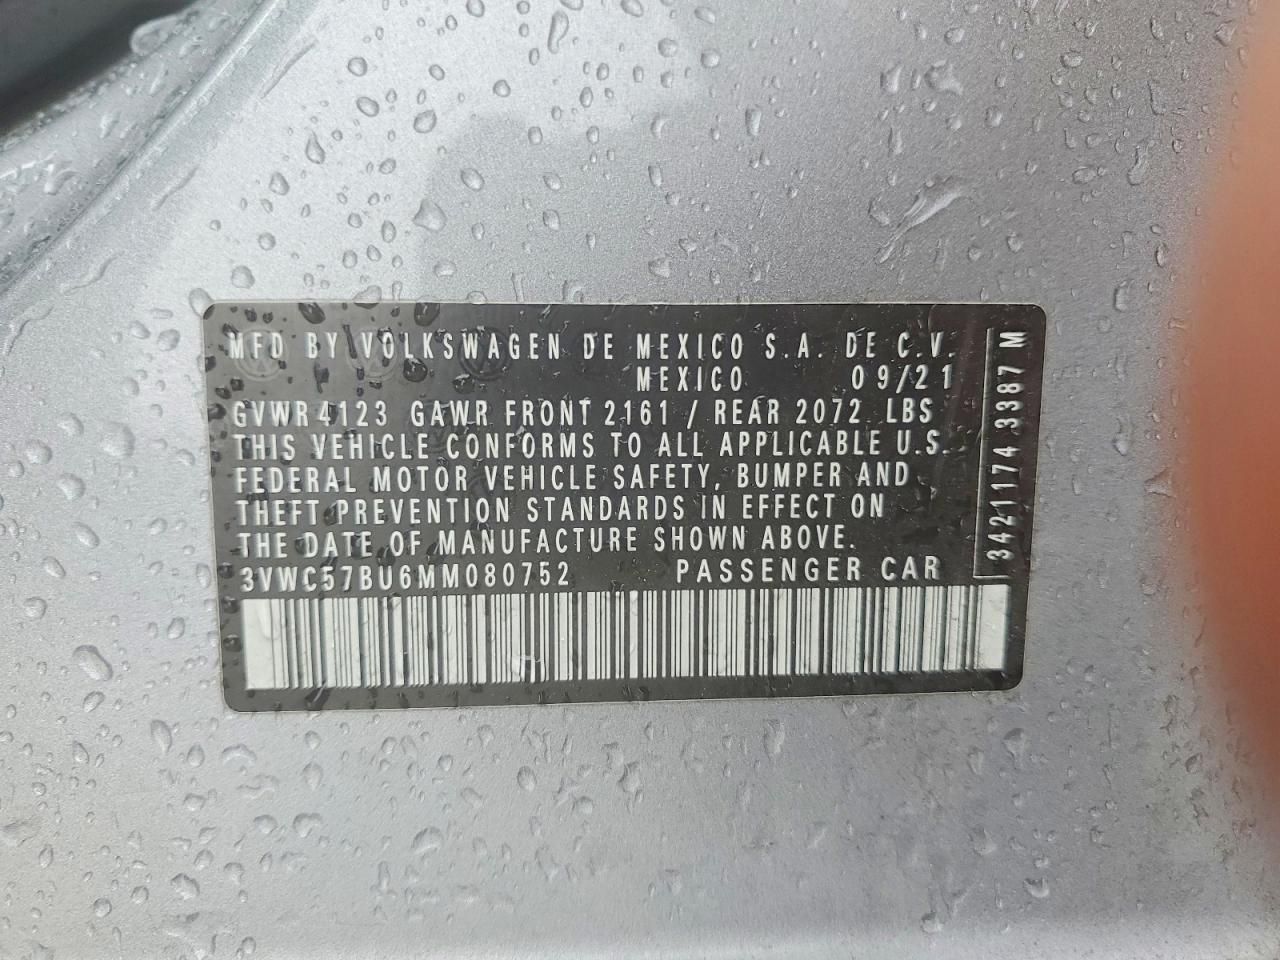 MFD BY VOLKSWAGEN DE MEXICO S.A. DE C.V.
MEXICO 09/21
GVWR 4123 GAWR FRONT 2161 / REAR 2072 LBS
THIS VEHICLE CONFORMS TO ALL APPLICABLE U.S.
FEDERAL MOTOR VEHICLE SAFETY, BUMPER AND
THEFT PREVENTION STANDARDS IN EFFECT ON
THE DATE OF MANUFACTURE SHOWN ABOVE.
3VWC57BU6MM080752 PASSENGER CAR
34211174 3387 M